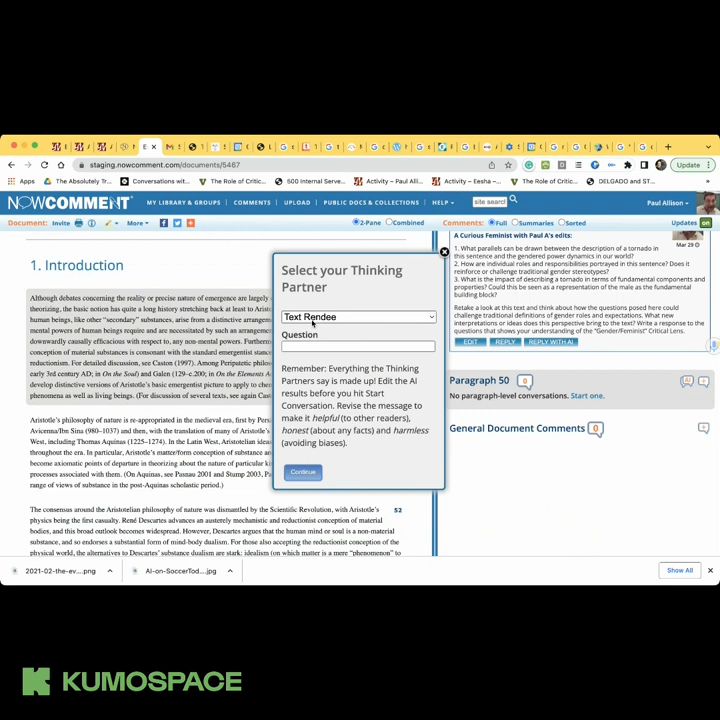 staging.nowcomment.com/documents/5467
Update
Apps
The Absolutely Tr...
Conversations wit...
The Role of Critic...
500 Internal Serve...
Activity – Paul Alli...
Activity – Eesha –...
The Role of Critic...
DELGADO and ST...
NOWCOMMENT
MY LIBRARY & GROUPS
COMMENTS
UPLOAD
PUBLIC DOCS & COLLECTIONS
HELP
site search
Paul Allison
Document:
Invite
More
2-Pane
Combined
Comments:
Full
Summaries
Sorted
Updates
on
1. Introduction
Although debates concerning the reality or precise nature of emergence are largely
theorizing, the basic notion has quite a long history stretching back at least to Aristo
human beings, like other "secondary" substances, arise from a distinctive arrangeme
mental powers of human beings require and are necessitated by such an arrangement
downwardly causally efficacious with respect to, any non-mental powers. Furthermo
conception of material substance is consonant with the standard emergentist stance
reductionism. For detailed discussion, see Caston (1997). Among Peripatetic philos
early 3rd century AD; in On the Soul) and Galen (129–c.200; in On the Elements A
develop distinctive versions of Aristotle's basic emergentist picture to apply to che
phenomena as well as living beings. (For discussion of several texts, see again Cast
Aristotle's philosophy of nature is re-appropriated in the medieval era, first by Pers
Avicenna/Ibn Sina (980–1037) and then, with the translation of many of Aristotle's
West, including Thomas Aquinas (1225–1274). In the Latin West, Aristotelian ideas
throughout the era. In particular, Aristotle's matter/form conception of substance an
become axiomatic points of departure in theorizing about the nature of particular ki
processes associated with them. (On Aquinas, see Pasnau 2001 and Stump 2003, Pa
range of views of substance in the post-Aquinas scholastic period.)
The consensus around the Aristotelian philosophy of nature was dismantled by the Scientific Revolution, with Aristotle's
52
physics being the first casualty. René Descartes advances an austerely mechanistic and reductionist conception of material
bodies, and this broad outlook becomes widespread. However, Descartes argues that the human mind or soul is a non-material
substance, and so endorses a substantial form of mind-body dualism. For those also accepting the reductionist conception of the
physical world, the alternatives to Descartes' substance dualism are stark: idealism (on which matter is a mere "phenomenon" to
Select your Thinking
Partner
Text Rendee
Question
Remember: Everything the Thinking
Partners say is made up! Edit the AI
results before you hit Start
Conversation. Revise the message to
make it helpful (to other readers),
honest (about any facts) and harmless
(avoiding biases).
Continue
A Curious Feminist with Paul A's edits:
Mar 29
1. What parallels can be drawn between the description of a tornado in
this sentence and the gendered power dynamics in our world?
2. How are individual roles and responsibilities portrayed in this sentence? Does it
reinforce or challenge traditional gender stereotypes?
3. What is the impact of describing a tornado in terms of fundamental components and
properties? Could this be seen as a representation of the male as the fundamental
building block?
Retake a look at this text and think about how the questions posed here could
challenge traditional definitions of gender roles and expectations. What new
interpretations or ideas does this perspective bring to the text? Write a response to the
questions that showcase your understanding of the "Gender/Feminist" Critical Lens.
EDIT
REPLY
REPLY WITH AI
Paragraph 50
0
No paragraph-level conversations. Start one.
General Document Comments
0
2021-02-the-ev....png
AI-on-SoccerTod....jpg
Show All
KUMOSPACE